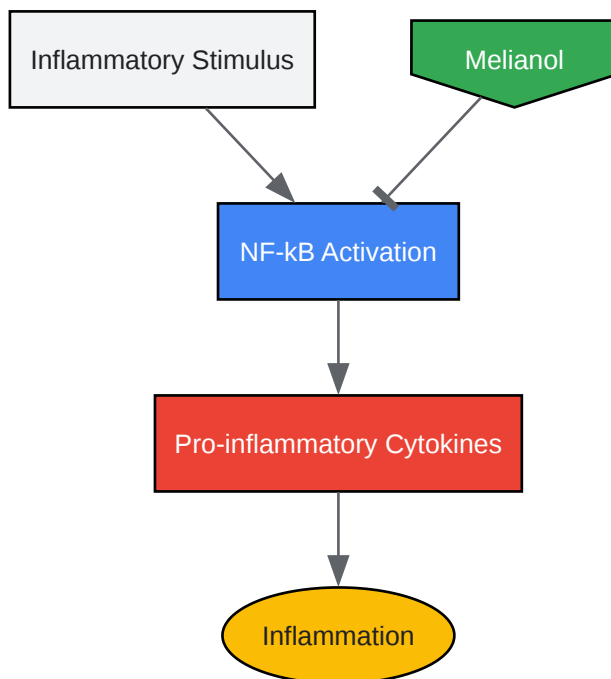 Inflammatory Stimulus
Melianol
NF-kB Activation
Pro-inflammatory Cytokines
Inflammation